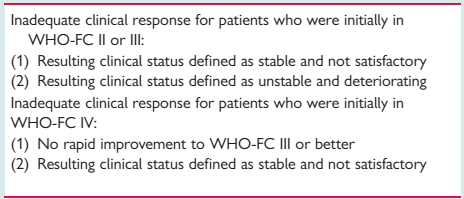 Inadequate clinical response for patients who were initially in
WHO-FC II or III:
(1) Resulting clinical status defined as stable and not satisfactory
(2) Resulting clinical status defined as unstable and deteriorating
Inadequate clinical response for patients who were initially in
WHO-FC IV:
(1) No rapid improvement to WHO-FC III or better
(2) Resulting clinical status defined as stable and not satisfactory